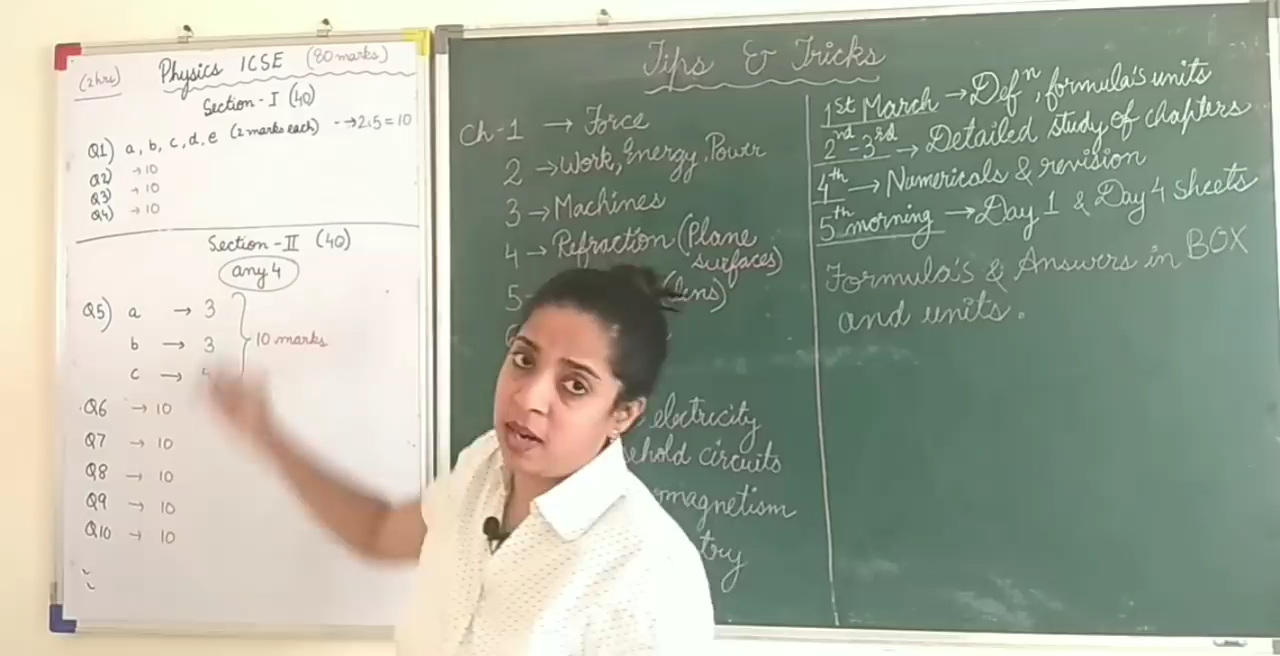 (2hrs) Physics ICSE (80 marks)
Section-I (40)
Q1) a, b, c, d, e (2 marks each) → 2×5=10
Q2) →10
Q3) →10
Q4) →10
Section-II (40)
any 4
Q5) a → 3
b → 3 10 marks
c →
Q6 → 10
Q7 → 10
Q8 → 10
Q9 → 10
Q10 → 10
Tips & Tricks
Ch-1 → Force
2 → Work, Energy, Power
3 → Machines
4 → Refraction (Plane
surfaces)
5 lens)
electricity
ehold circuits
magnetism
try
1st March → Defⁿ, formula's units
2nd-3rd → Detailed study of chapters
4th → Numericals & revision
5th morning → Day 1 & Day 4 sheets
Formula's & Answers in BOX
and units.